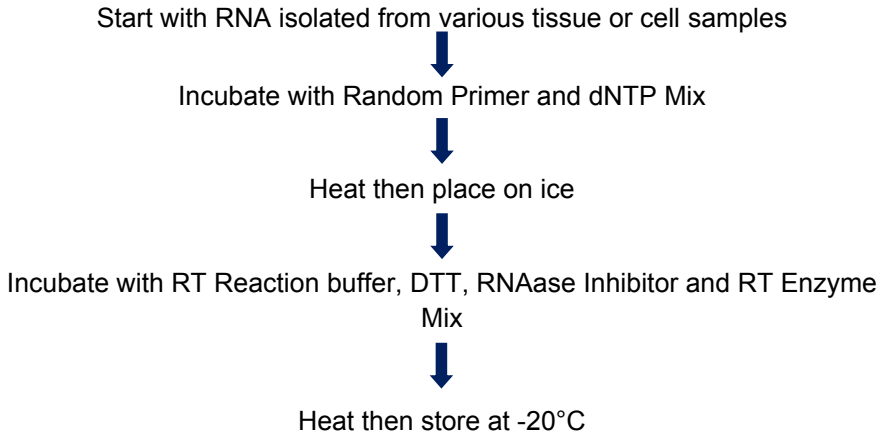 Start with RNA isolated from various tissue or cell samples
Incubate with Random Primer and dNTP Mix
Heat then place on ice
Incubate with RT Reaction buffer, DTT, RNAase Inhibitor and RT Enzyme
Mix
Heat then store at -20°C